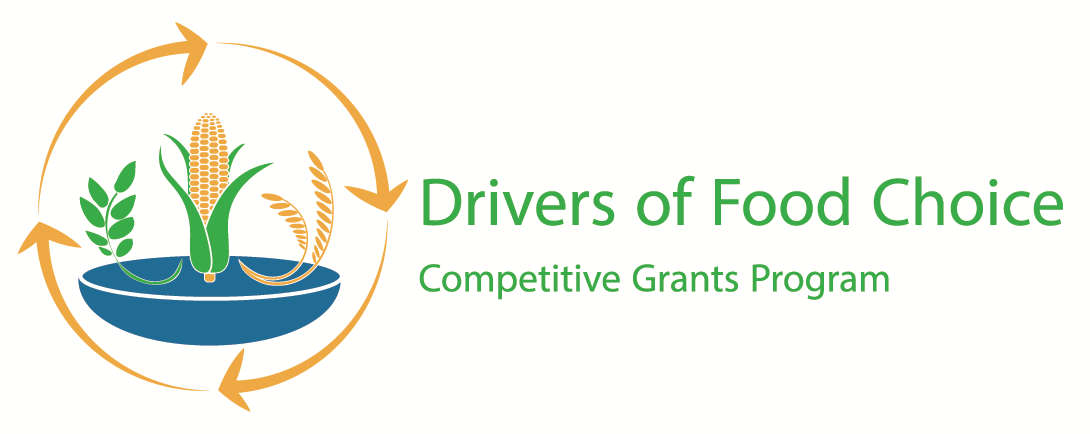 Drivers of Food Choice
Competitive Grants Program